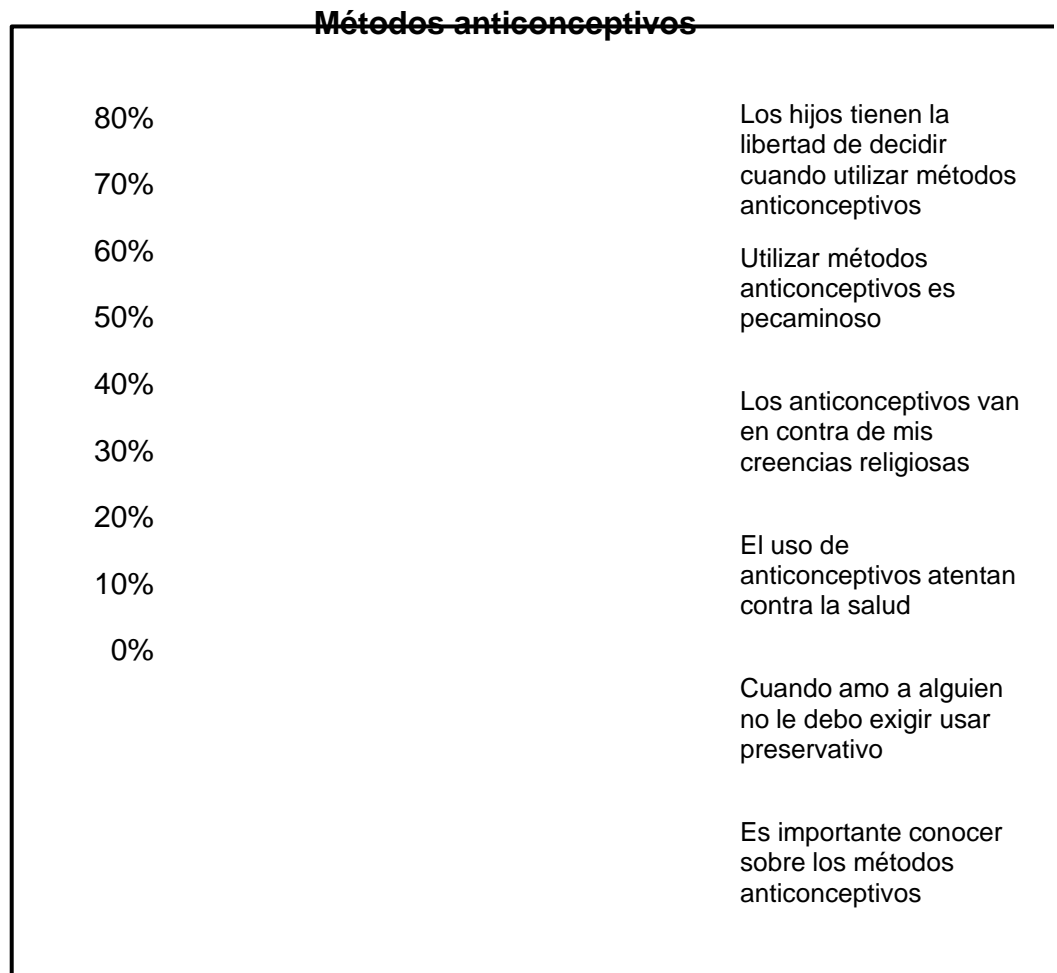 Métodos anticonceptivos
80%
70%
60%
50%
40%
30%
20%
10%
0%
Los hijos tienen la
libertad de decidir
cuando utilizar métodos
anticonceptivos
Utilizar métodos
anticonceptivos es
pecaminoso
Los anticonceptivos van
en contra de mis
creencias religiosas
El uso de
anticonceptivos atentan
contra la salud
Cuando amo a alguien
no le debo exigir usar
preservativo
Es importante conocer
sobre los métodos
anticonceptivos